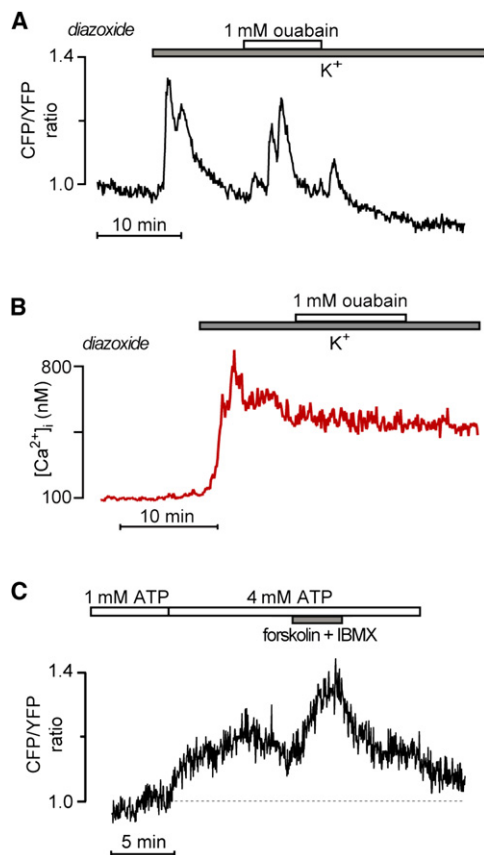 A
diazoxide
1 mM ouabain
K+
1.4
CFP/YFP
ratio
1.0
10 min
B
1 mM ouabain
diazoxide
K+
800
[Ca2+]i (nM)
100
10 min
C
1 mM ATP
4 mM ATP
forskolin + IBMX
1.4
CFP/YFP
ratio
1.0
5 min